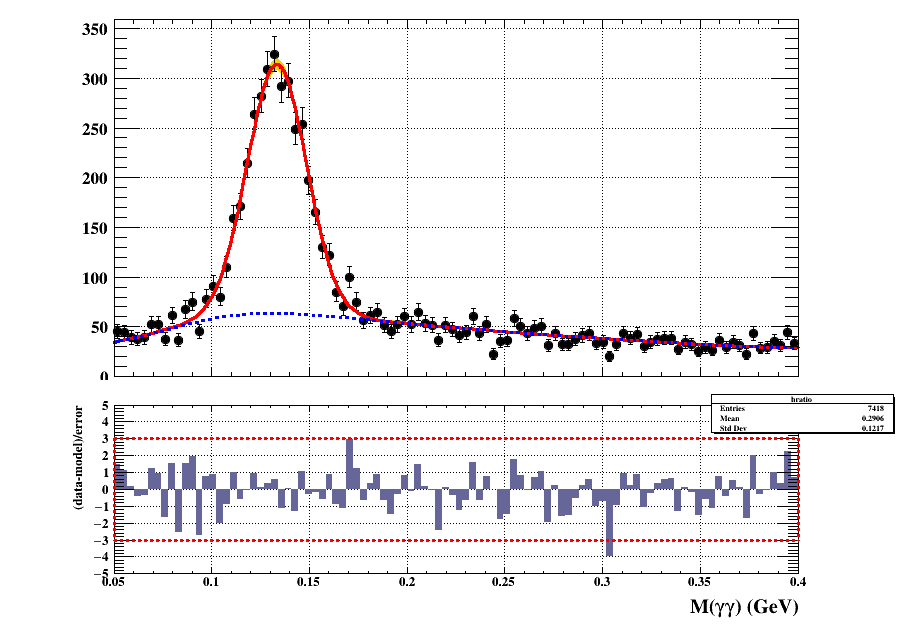 350
300
250
200
150
100
50
0
hratio
Entries 7418
Mean 0.2906
Std Dev 0.1217
(data-model)/error
5
4
3
2
1
0
−1
−2
−3
−4
−5
0.05 0.1 0.15 0.2 0.25 0.3 0.35 0.4
M(γγ) (GeV)